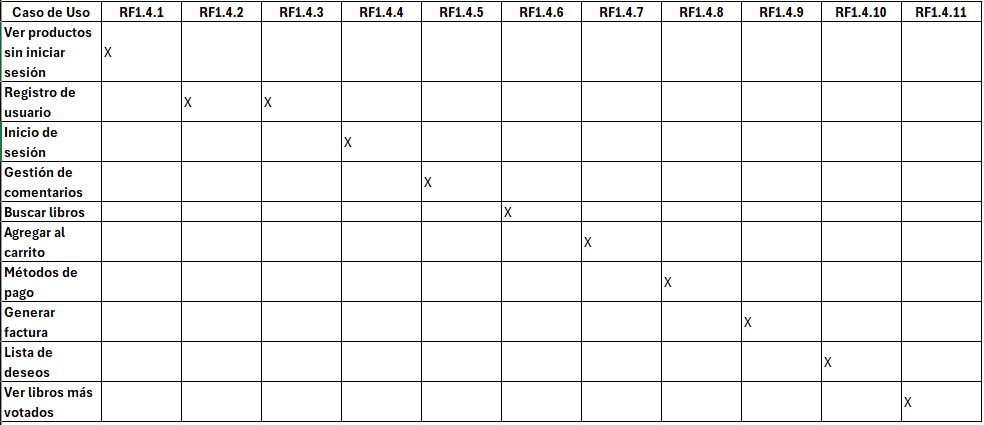 Caso de Uso RF1.4.1 RF1.4.2 RF1.4.3 RF1.4.4 RF1.4.5 RF1.4.6 RF1.4.7 RF1.4.8 RF1.4.9 RF1.4.10 RF1.4.11
Ver productos
sin iniciar X
sesión
Registro de
usuario X X
Inicio de
sesión X
Gestión de
comentarios X
Buscar libros X
Agregar al
carrito X
Métodos de
pago X
Generar
factura X
Lista de
deseos X
Ver libros más
votados X